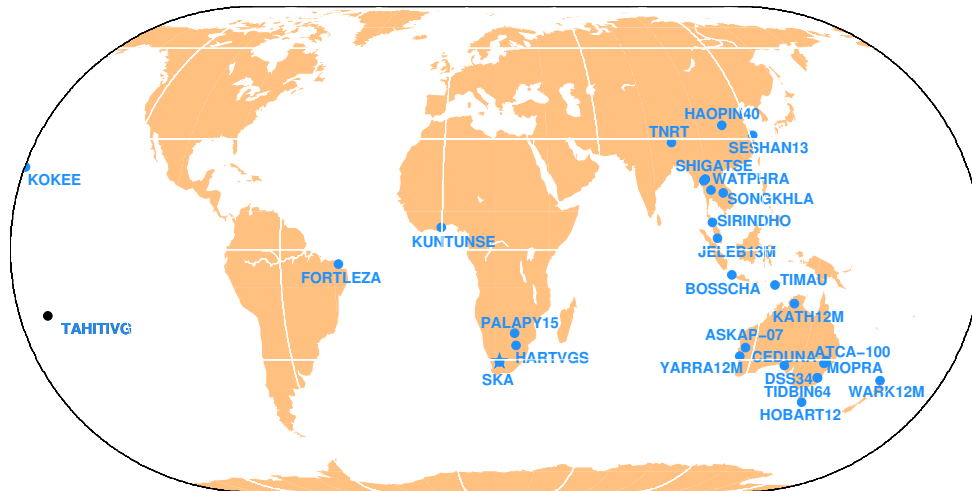 HAOPIN40
TNRT
SESHAN13
SHIGATSE
WATPHRA
KOKEE
SONGKHLA
SIRINDHO
KUNTUNSE
JELEB13M
FORTLEZA
TIMAU
BOSSCHA
KATH12M
PALAPY15
TAHITIVG
ASKAP-07
ATCA-100
HARTVGS
CEDUNA
YARRA12M
MOPRA
SKA
DSS34
TIDBIN64
WARK12M
HOBART12